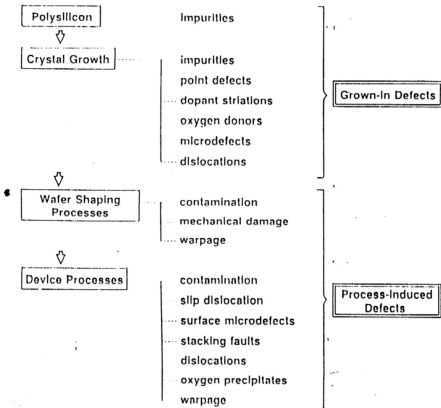 Polysilicon
impurities
Crystal Growth
impurities
point defects
dopant striations
oxygen donors
microdefects
dislocations
Grown-In Defects
Wafer Shaping
Processes
contamination
mechanical damage
warpage
Device Processes
contamination
slip dislocation
surface microdefects
stacking faults
dislocations
oxygen precipitates
warpage
Process-Induced
Defects